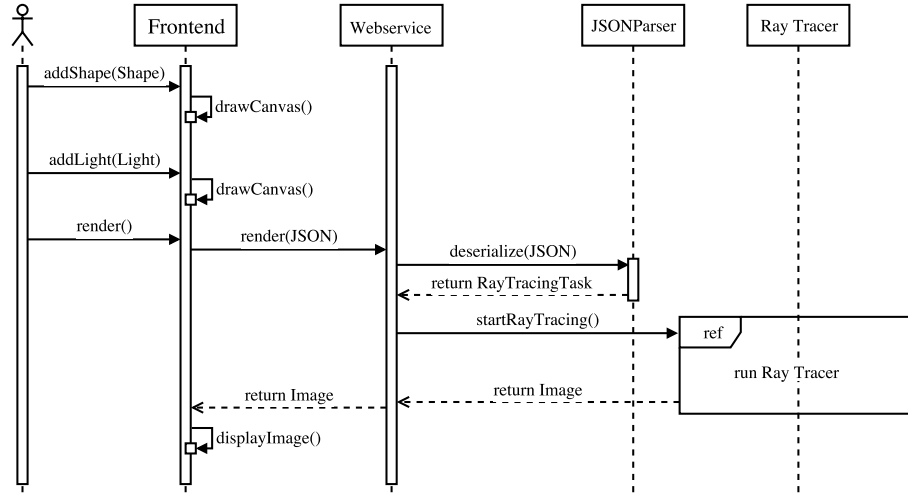 Frontend
Webservice
JSONParser
Ray Tracer
addShape(Shape)
drawCanvas()
addLight(Light)
drawCanvas()
render()
render(JSON)
deserialize(JSON)
return RayTracingTask
startRayTracing()
ref
run Ray Tracer
return Image
return Image
displayImage()